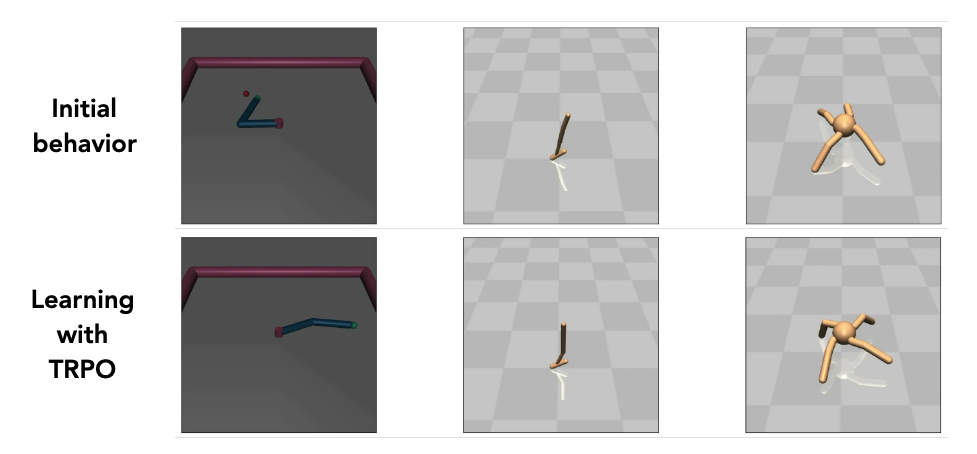 Initial
behavior
Learning
with
TRPO